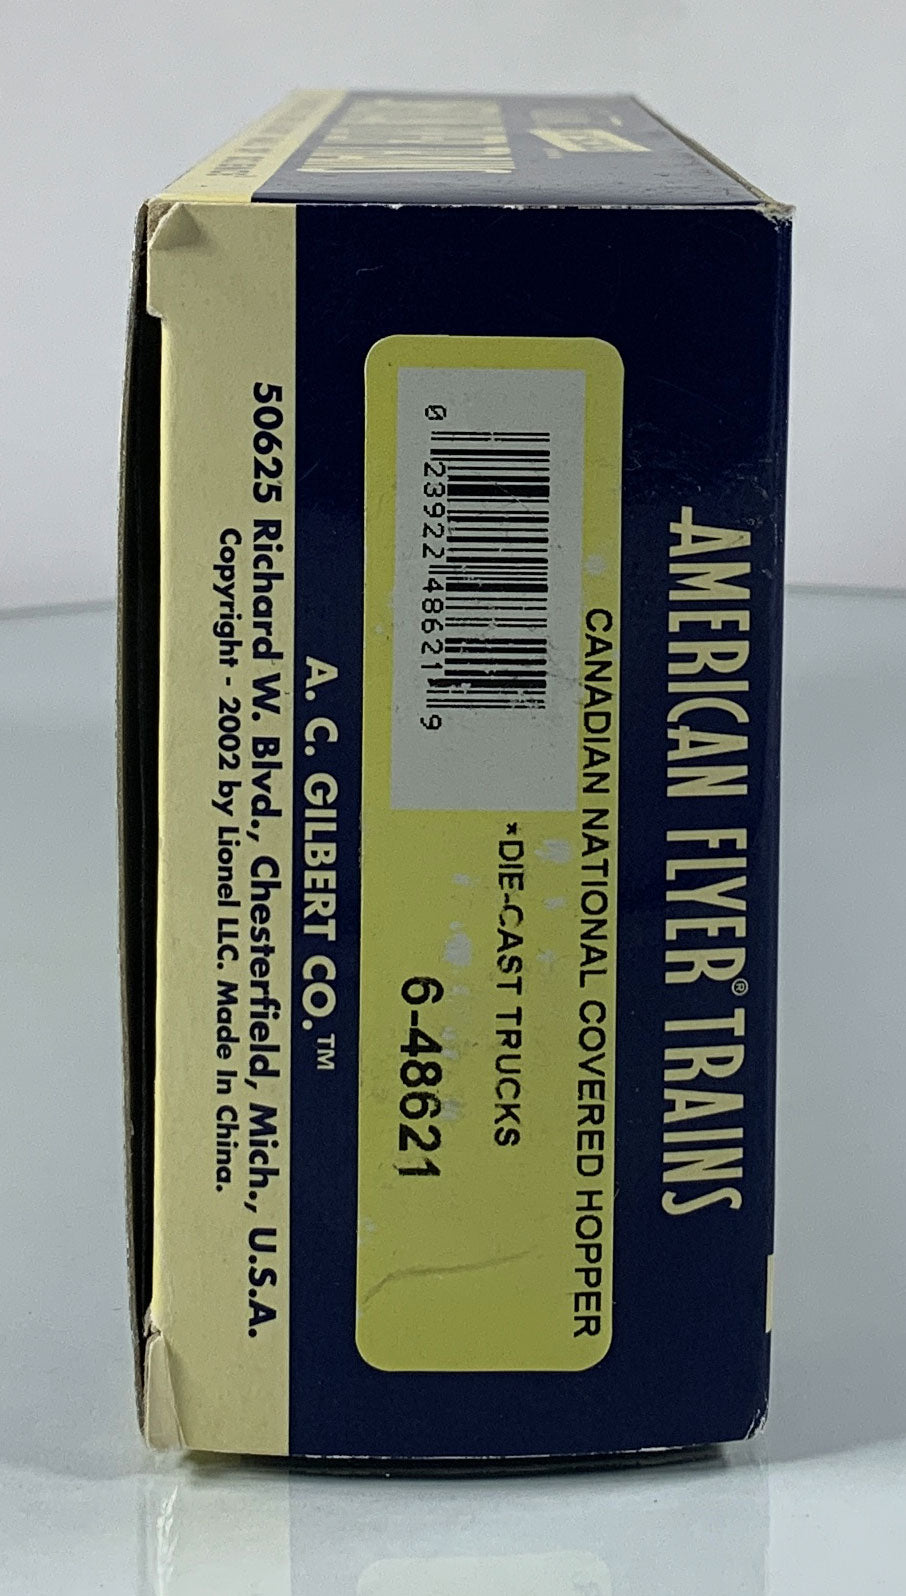 AMERICAN FLYER® TRAINS
CANADIAN NATIONAL COVERED HOPPER
*DIE-CAST TRUCKS
0 23922 48621 9
6-48621
A. C. GILBERT CO.™
50625 Richard W. Blvd., Chesterfield, Mich., U.S.A.
Copyright - 2002 by Lionel LLC. Made In China.